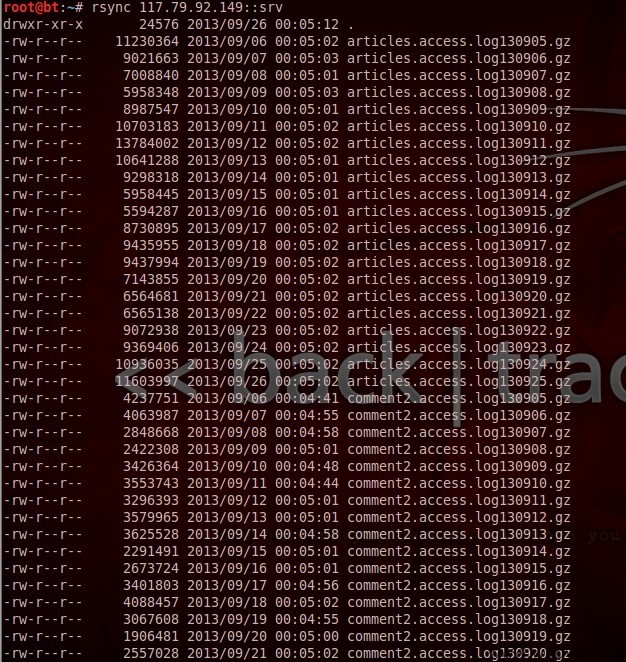 root@bt:~# rsync 117.79.92.149::srv
drwxr-xr-x       24576 2013/09/26 00:05:12 .
-rw-r--r--    11230364 2013/09/06 00:05:02 articles.access.log130905.gz
-rw-r--r--     9021663 2013/09/07 00:05:03 articles.access.log130906.gz
-rw-r--r--     7008840 2013/09/08 00:05:01 articles.access.log130907.gz
-rw-r--r--     5958348 2013/09/09 00:05:03 articles.access.log130908.gz
-rw-r--r--     8987547 2013/09/10 00:05:01 articles.access.log130909.gz
-rw-r--r--    10703183 2013/09/11 00:05:02 articles.access.log130910.gz
-rw-r--r--    13784002 2013/09/12 00:05:02 articles.access.log130911.gz
-rw-r--r--    10641288 2013/09/13 00:05:01 articles.access.log130912.gz
-rw-r--r--     9298318 2013/09/14 00:05:01 articles.access.log130913.gz
-rw-r--r--     5958445 2013/09/15 00:05:01 articles.access.log130914.gz
-rw-r--r--     5594287 2013/09/16 00:05:01 articles.access.log130915.gz
-rw-r--r--     8730895 2013/09/17 00:05:02 articles.access.log130916.gz
-rw-r--r--     9435955 2013/09/18 00:05:02 articles.access.log130917.gz
-rw-r--r--     9437994 2013/09/19 00:05:02 articles.access.log130918.gz
-rw-r--r--     7143855 2013/09/20 00:05:02 articles.access.log130919.gz
-rw-r--r--     6564681 2013/09/21 00:05:02 articles.access.log130920.gz
-rw-r--r--     6565138 2013/09/22 00:05:02 articles.access.log130921.gz
-rw-r--r--     9072938 2013/09/23 00:05:02 articles.access.log130922.gz
-rw-r--r--     9369406 2013/09/24 00:05:02 articles.access.log130923.gz
-rw-r--r--    10936035 2013/09/25 00:05:01 articles.access.log130924.gz
-rw-r--r--    11603997 2013/09/26 00:05:02 articles.access.log130925.gz
-rw-r--r--     4237751 2013/09/06 00:04:41 comment2.access.log130905.gz
-rw-r--r--     4063987 2013/09/07 00:04:55 comment2.access.log130906.gz
-rw-r--r--     2848668 2013/09/08 00:04:58 comment2.access.log130907.gz
-rw-r--r--     2422308 2013/09/09 00:05:01 comment2.access.log130908.gz
-rw-r--r--     3426364 2013/09/10 00:04:48 comment2.access.log130909.gz
-rw-r--r--     3553743 2013/09/11 00:04:44 comment2.access.log130910.gz
-rw-r--r--     3296393 2013/09/12 00:05:01 comment2.access.log130911.gz
-rw-r--r--     3579965 2013/09/13 00:05:01 comment2.access.log130912.gz
-rw-r--r--     3625528 2013/09/14 00:04:58 comment2.access.log130913.gz
-rw-r--r--     2291491 2013/09/15 00:05:01 comment2.access.log130914.gz
-rw-r--r--     2673724 2013/09/16 00:05:01 comment2.access.log130915.gz
-rw-r--r--     3401803 2013/09/17 00:04:56 comment2.access.log130916.gz
-rw-r--r--     4088457 2013/09/18 00:05:02 comment2.access.log130917.gz
-rw-r--r--     3067608 2013/09/19 00:04:55 comment2.access.log130918.gz
-rw-r--r--     1906481 2013/09/20 00:05:00 comment2.access.log130919.gz
-rw-r--r--     2557028 2013/09/21 00:05:02 comment2.access.log130920.gz
<< back | trac
you